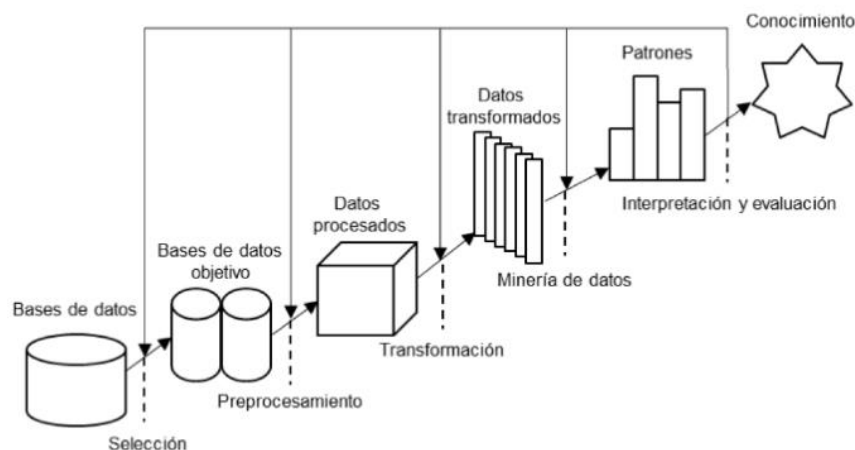 Conocimiento
Patrones
Datos
transformados
Interpretación y evaluación
Datos
procesados
Minería de datos
Bases de datos
objetivo
Transformación
Bases de datos
Preprocesamiento
Selección